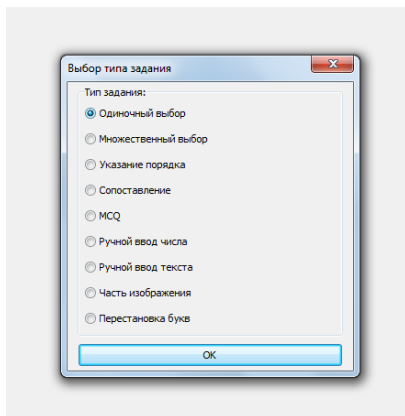 Выбор типа задания
Тип задания:
Одиночный выбор
Множественный выбор
Указание порядка
Сопоставление
MCQ
Ручной ввод числа
Ручной ввод текста
Часть изображения
Перестановка букв
OK